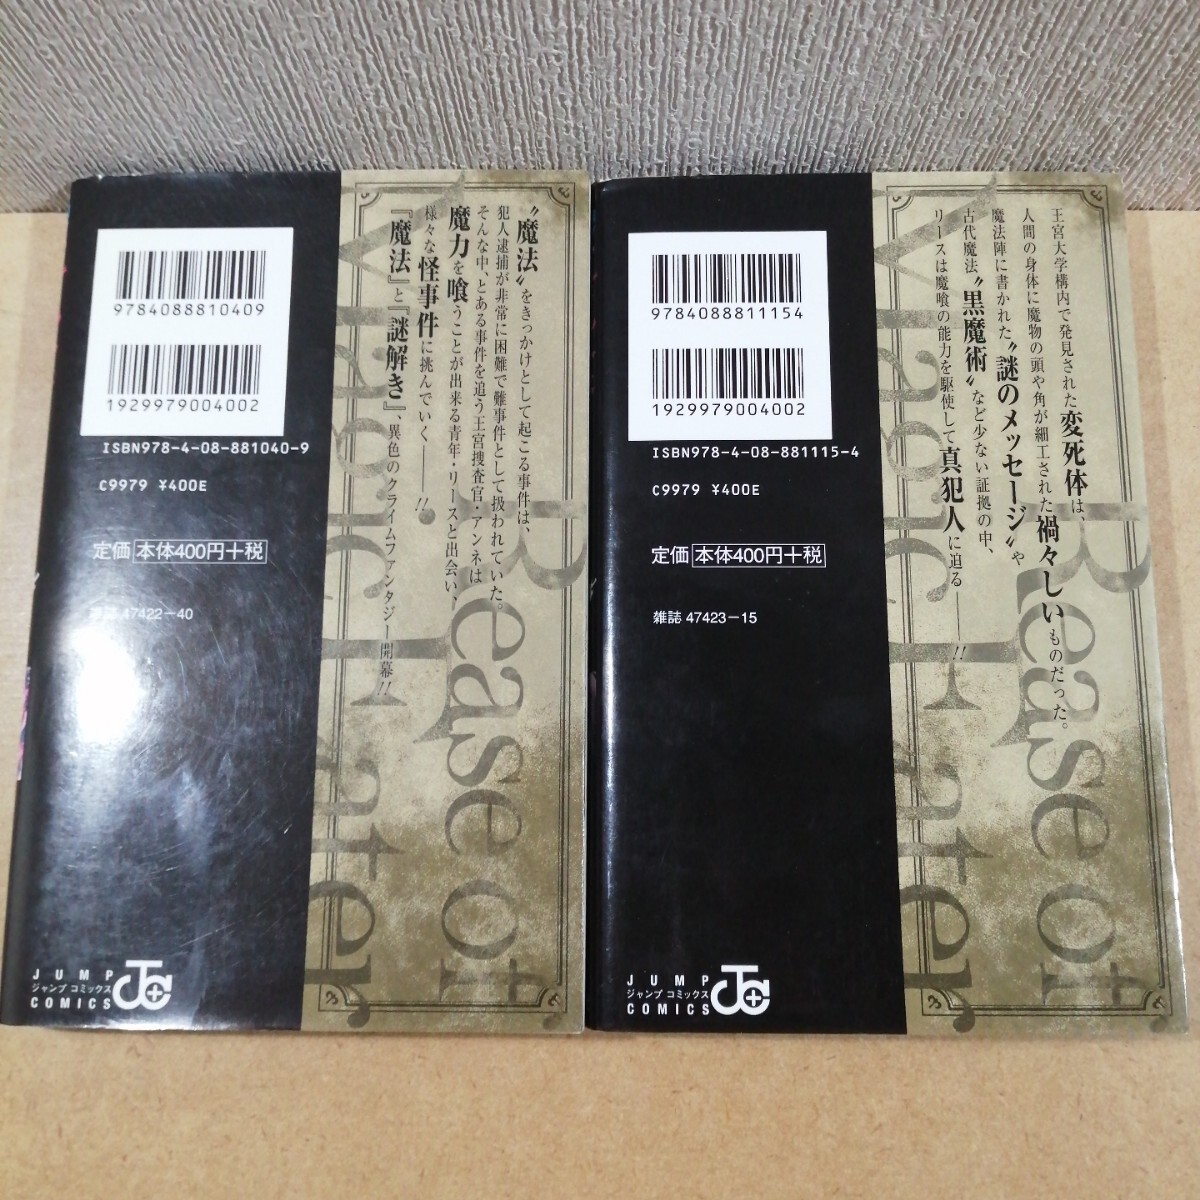 9784088810409
1929979004002
ISBN978-4-08-881040-9
C9979 ¥400E
定価 本体400円+税
雑誌 47422-40
JUMP
ジャンプ コミックス
COMICS
〝魔法〟をきっかけとして起こる事件は、
犯人逮捕が非常に困難で難事件として扱われていた。
そんな中、とある事件を追う王宮捜査官・アンネは
魔力を喰うことが出来る青年・リースと出会い、
様々な怪事件に挑んでいく――!!
『魔法』と『謎解き』、異色のクライムファンタジー開幕!!
Rease of
Magic Eater
9784088811154
1929979004002
ISBN978-4-08-881115-4
C9979 ¥400E
定価 本体400円+税
雑誌 47423-15
JUMP
ジャンプ コミックス
COMICS
王宮大学構内で発見された変死体は、
人間の身体に魔物の頭や角が細工された禍々しいものだった。
魔法陣に書かれた〝謎のメッセージ〟や
古代魔法〝黒魔術〟など少ない証拠の中、
リースは魔喰の能力を駆使して真犯人に迫る――!!
Rease of
Magic Eater